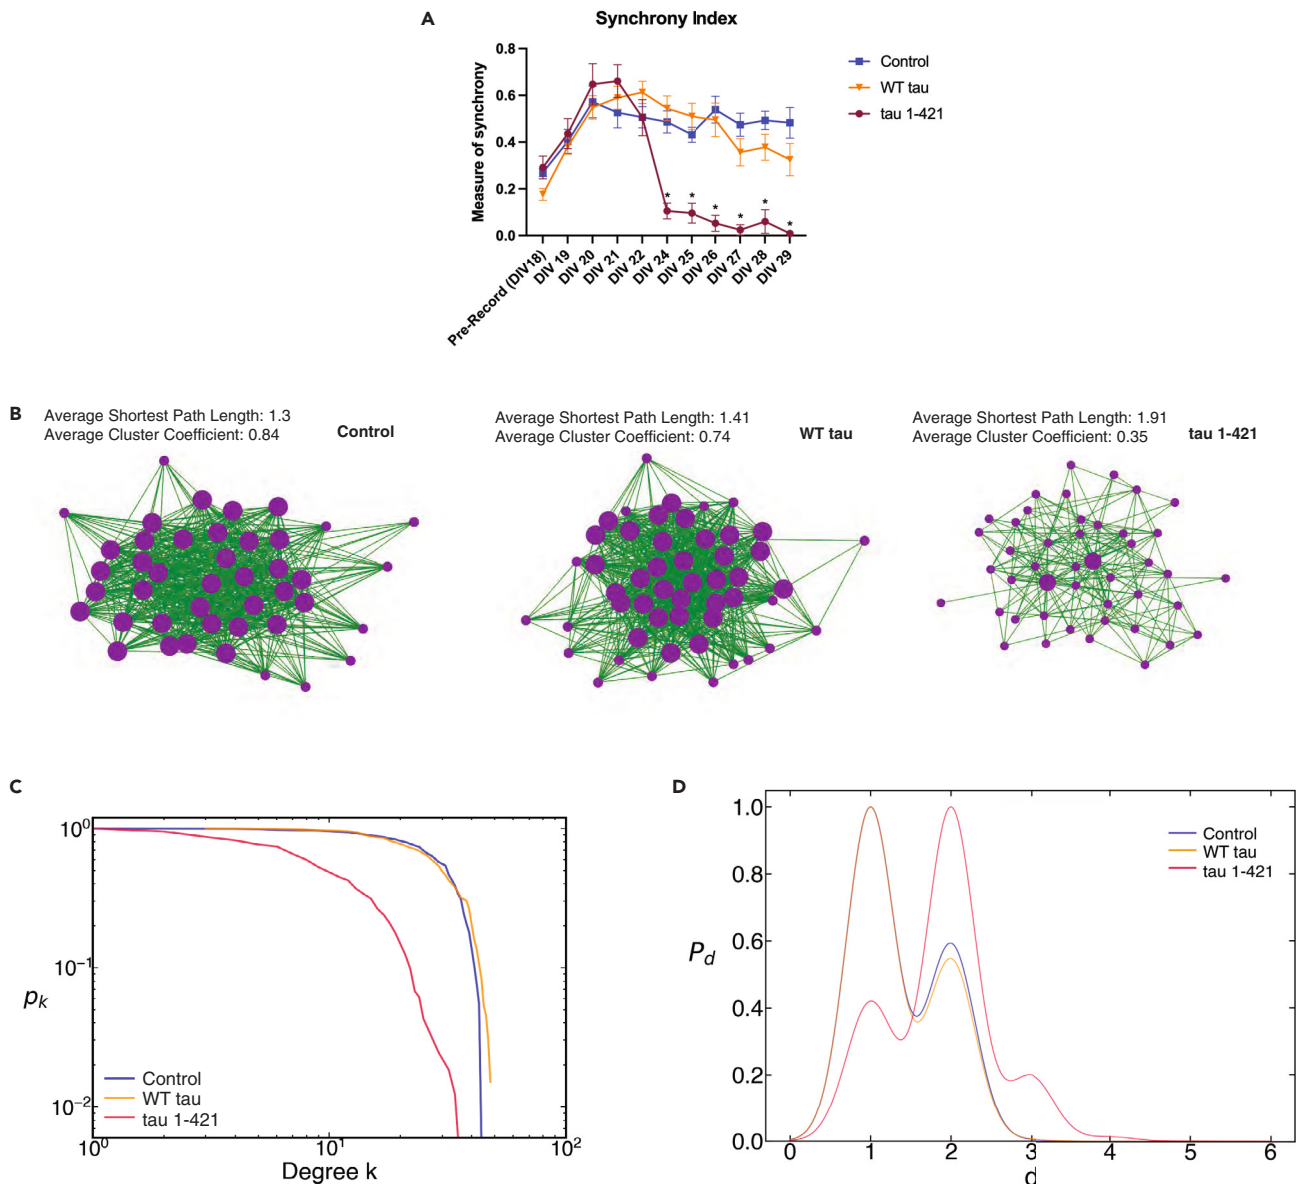 A
Synchrony Index
Measure of synchrony
0.8
0.6
0.4
0.2
0.0
Pre-Record (DIV18)
DIV 19
DIV 20
DIV 21
DIV 22
DIV 24
DIV 25
DIV 26
DIV 27
DIV 28
DIV 29
* * * * * *
Control
WT tau
tau 1-421
B
Average Shortest Path Length: 1.3
Average Cluster Coefficient: 0.84
Control
Average Shortest Path Length: 1.41
Average Cluster Coefficient: 0.74
WT tau
Average Shortest Path Length: 1.91
Average Cluster Coefficient: 0.35
tau 1-421
C
pₖ
10⁰
10⁻¹
10⁻²
Control
WT tau
tau 1-421
10⁰ 10¹ 10²
Degree k
D
P_d
1.0
0.8
0.6
0.4
0.2
0.0
Control
WT tau
tau 1-421
0 1 2 3 4 5 6
d